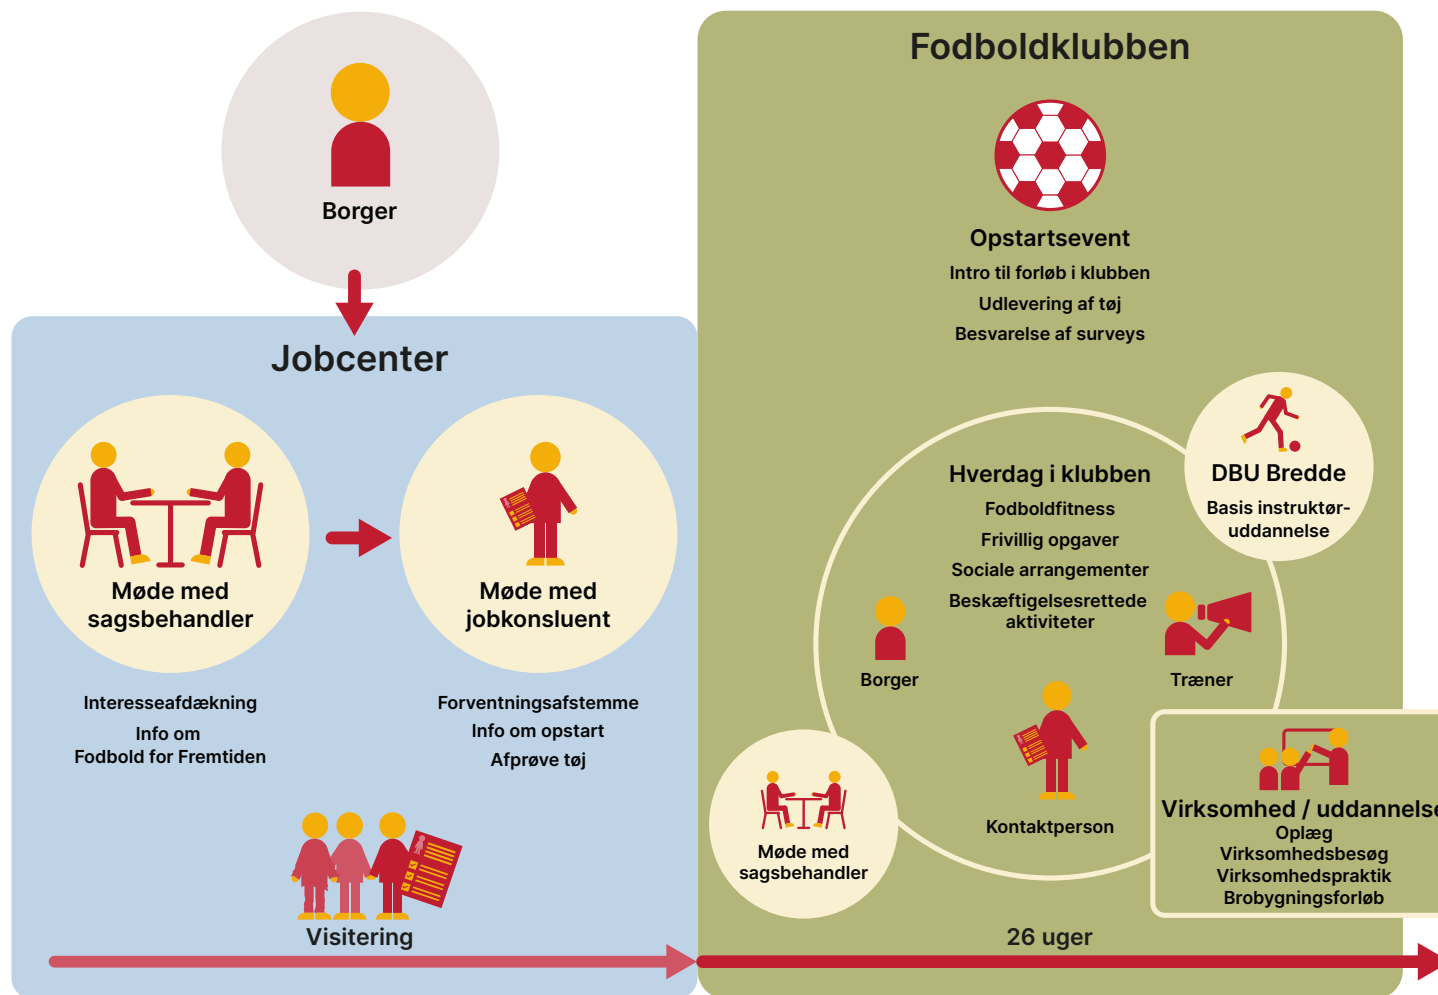 Borger
Jobcenter
Møde med
sagsbehandler
Interesseafdækning
Info om
Fodbold for Fremtiden
Møde med
jobkonsluent
Forventningsafstemme
Info om opstart
Afprøve tøj
Visitering
Fodboldklubben
Opstartsevent
Intro til forløb i klubben
Udlevering af tøj
Besvarelse af surveys
DBU Bredde
Basis instruktør-
uddannelse
Hverdag i klubben
Fodboldfitness
Frivillig opgaver
Sociale arrangementer
Beskæftigelsesrettede
aktiviteter
Borger
Træner
Kontaktperson
Møde med
sagsbehandler
Virksomhed / uddannelse
Oplæg
Virksomhedsbesøg
Virksomhedspraktik
Brobygningsforløb
26 uger